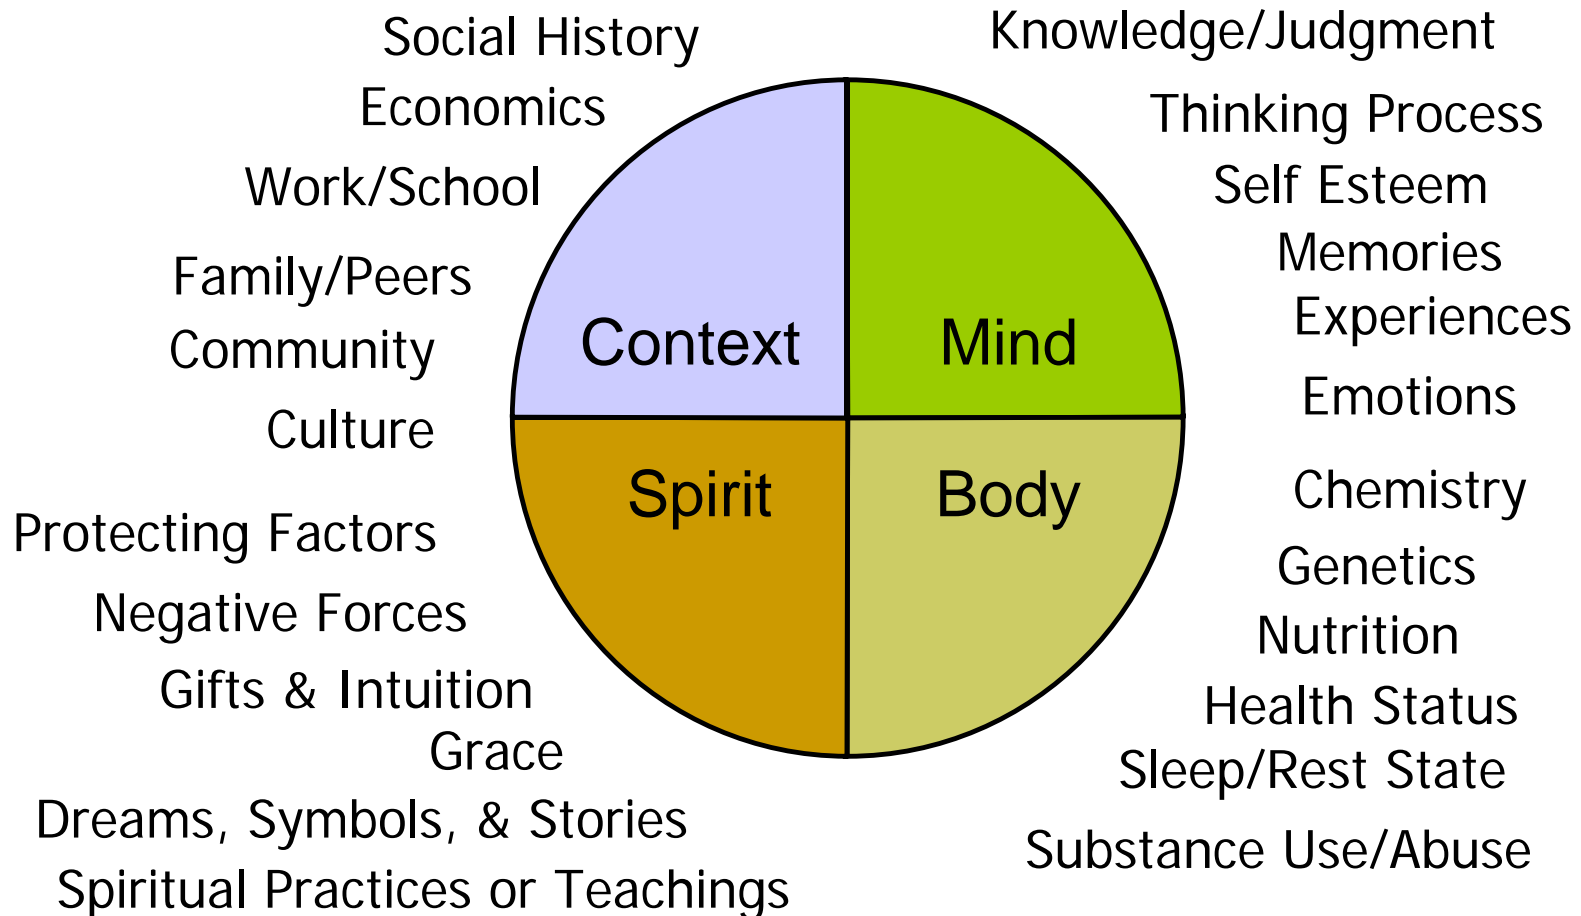 Social History
Economics
Work/School
Family/Peers
Community
Culture
Knowledge/Judgment
Thinking Process
Self Esteem
Memories
Experiences
Emotions
Context
Mind
Spirit
Body
Protecting Factors
Negative Forces
Gifts & Intuition
Grace
Dreams, Symbols, & Stories
Spiritual Practices or Teachings
Chemistry
Genetics
Nutrition
Health Status
Sleep/Rest State
Substance Use/Abuse